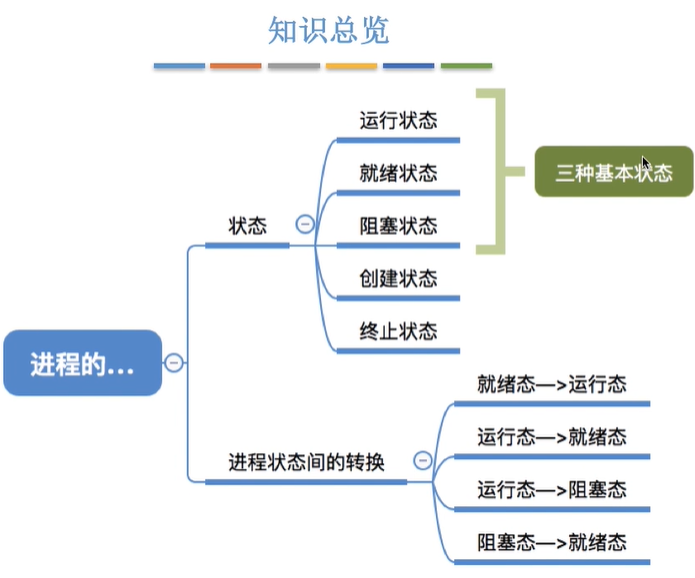 知识总览
运行状态
就绪状态
阻塞状态
创建状态
终止状态
三种基本状态
状态
进程的...
进程状态间的转换
就绪态—>运行态
运行态—>就绪态
运行态—>阻塞态
阻塞态—>就绪态